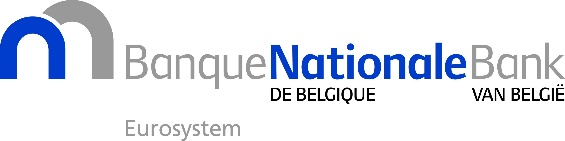 BanqueNationaleBank
DE BELGIQUE VAN BELGIË
Eurosystem